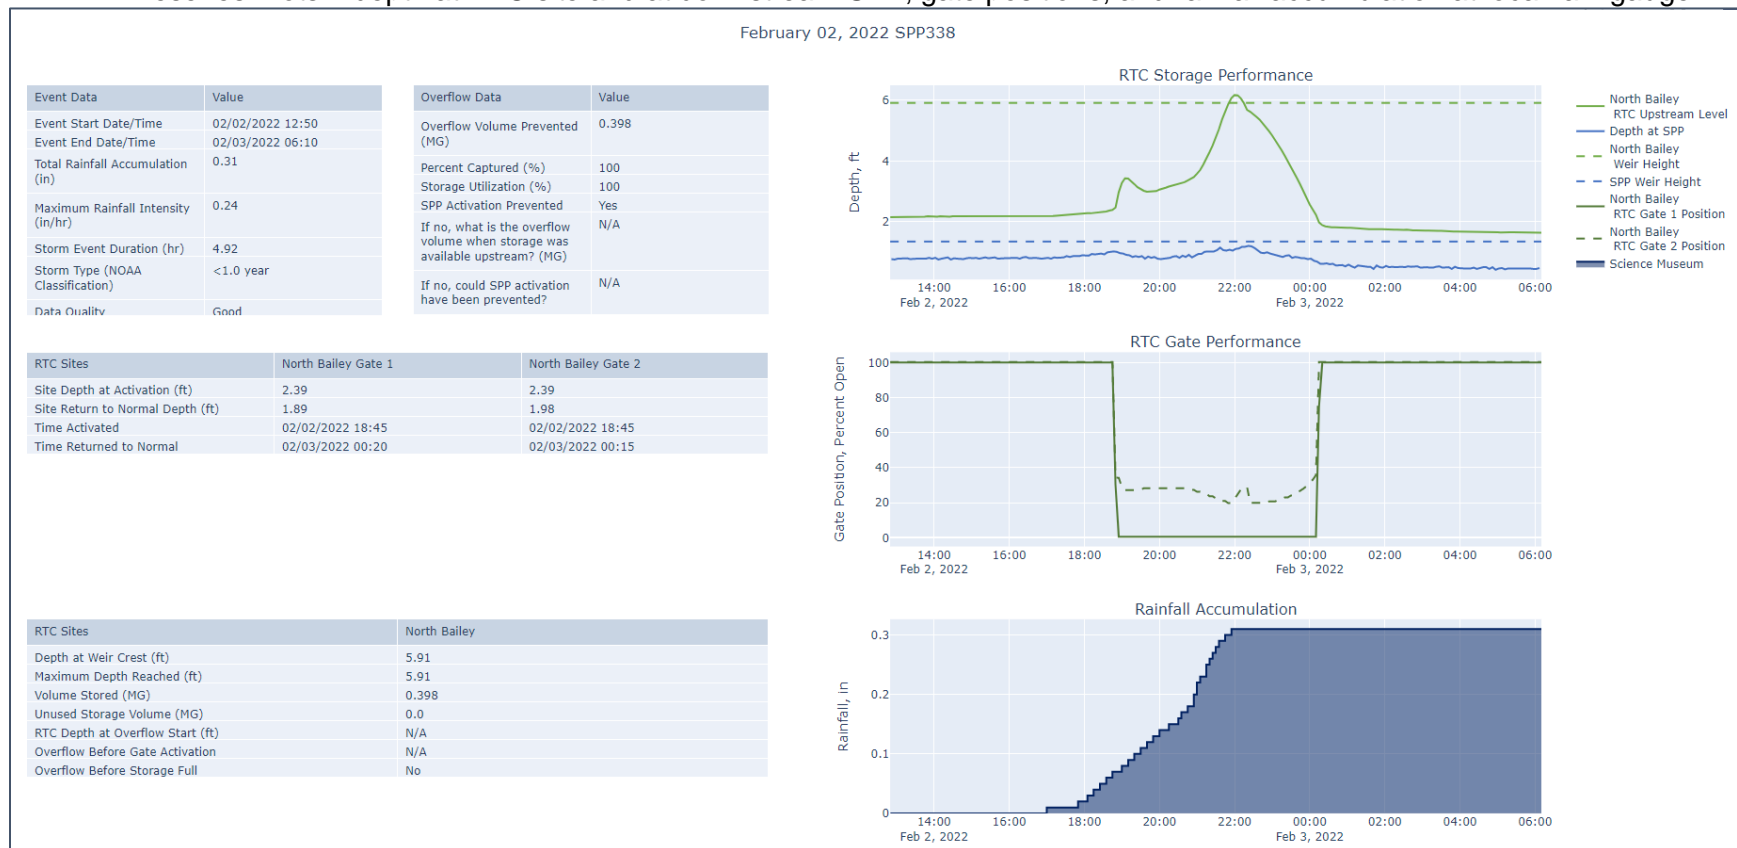 February 02, 2022 SPP338
Event Data Value
Event Start Date/Time 02/02/2022 12:50
Event End Date/Time 02/03/2022 06:10
Total Rainfall Accumulation 0.31
(in)
Maximum Rainfall Intensity 0.24
(in/hr)
Storm Event Duration (hr) 4.92
Storm Type (NOAA <1.0 year
Classification)
Data Quality Good
Overflow Data Value
Overflow Volume Prevented 0.398
(MG)
Percent Captured (%) 100
Storage Utilization (%) 100
SPP Activation Prevented Yes
If no, what is the overflow N/A
volume when storage was
available upstream? (MG)
If no, could SPP activation N/A
have been prevented?
RTC Sites North Bailey Gate 1 North Bailey Gate 2
Site Depth at Activation (ft) 2.39 2.39
Site Return to Normal Depth (ft) 1.89 1.98
Time Activated 02/02/2022 18:45 02/02/2022 18:45
Time Returned to Normal 02/03/2022 00:20 02/03/2022 00:15
RTC Sites North Bailey
Depth at Weir Crest (ft) 5.91
Maximum Depth Reached (ft) 5.91
Volume Stored (MG) 0.398
Unused Storage Volume (MG) 0.0
RTC Depth at Overflow Start (ft) N/A
Overflow Before Gate Activation N/A
Overflow Before Storage Full No
RTC Storage Performance
Depth, ft
6
4
2
14:00 16:00 18:00 20:00 22:00 00:00 02:00 04:00 06:00
Feb 2, 2022 Feb 3, 2022
North Bailey
RTC Upstream Level
Depth at SPP
North Bailey
Weir Height
SPP Weir Height
North Bailey
RTC Gate 1 Position
North Bailey
RTC Gate 2 Position
Science Museum
RTC Gate Performance
Gate Position, Percent Open
100
80
60
40
20
0
14:00 16:00 18:00 20:00 22:00 00:00 02:00 04:00 06:00
Feb 2, 2022 Feb 3, 2022
Rainfall Accumulation
Rainfall, in
0.3
0.2
0.1
0
14:00 16:00 18:00 20:00 22:00 00:00 02:00 04:00 06:00
Feb 2, 2022 Feb 3, 2022